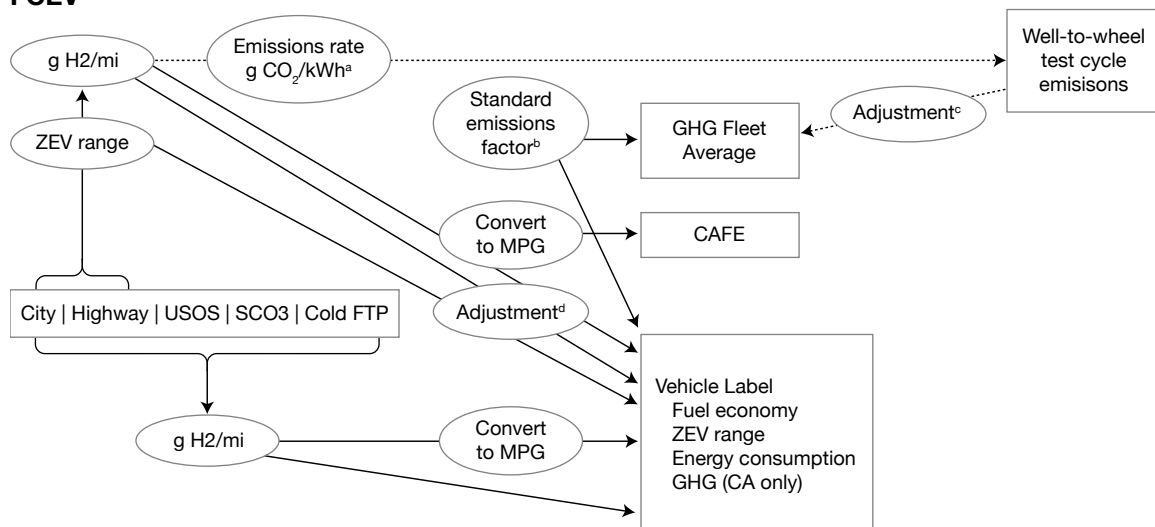 g H2/mi
Emissions rate
g CO2/kWhᵃ
Well-to-wheel
test cycle
emisisons
Standard
emissions
factorᵇ
Adjustmentᶜ
GHG Fleet
Average
ZEV range
Convert
to MPG
CAFE
City | Highway | USOS | SCO3 | Cold FTP
Adjustmentᵈ
Vehicle Label
Fuel economy
ZEV range
Energy consumption
GHG (CA only)
g H2/mi
Convert
to MPG